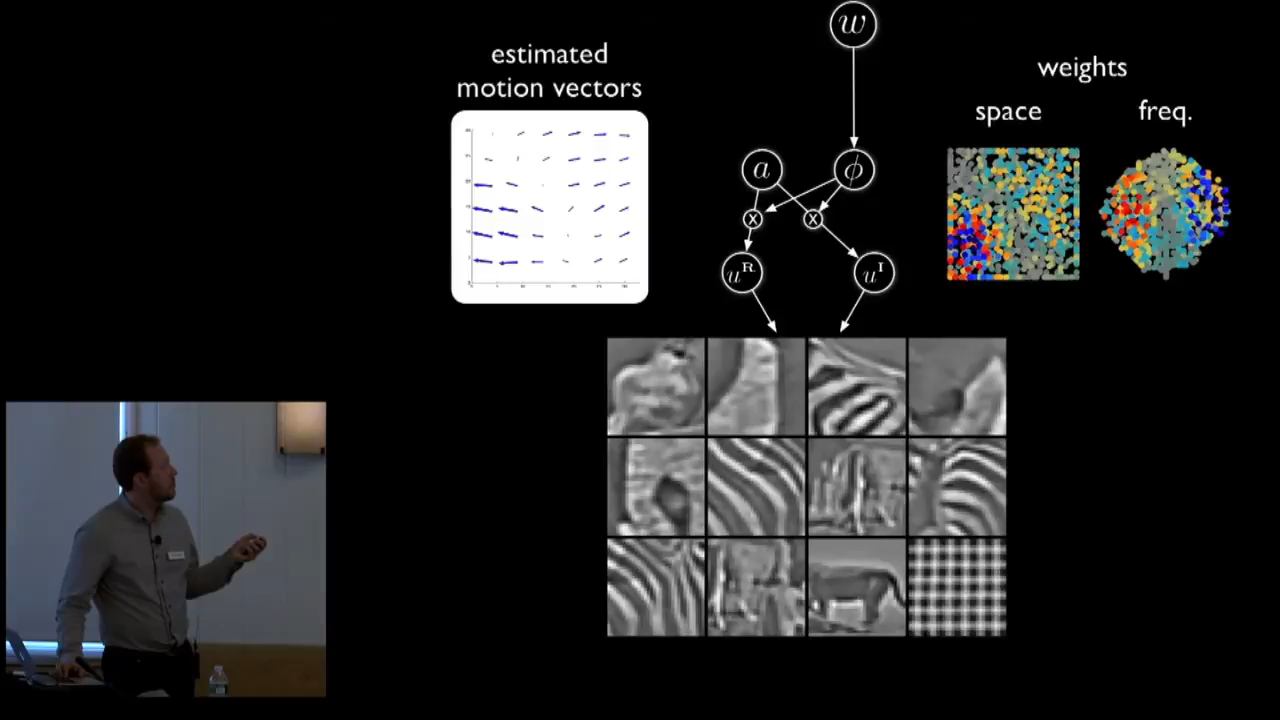 estimated
motion vectors
w
weights
space
freq.
a
ϕ
x
x
u^R
u^I